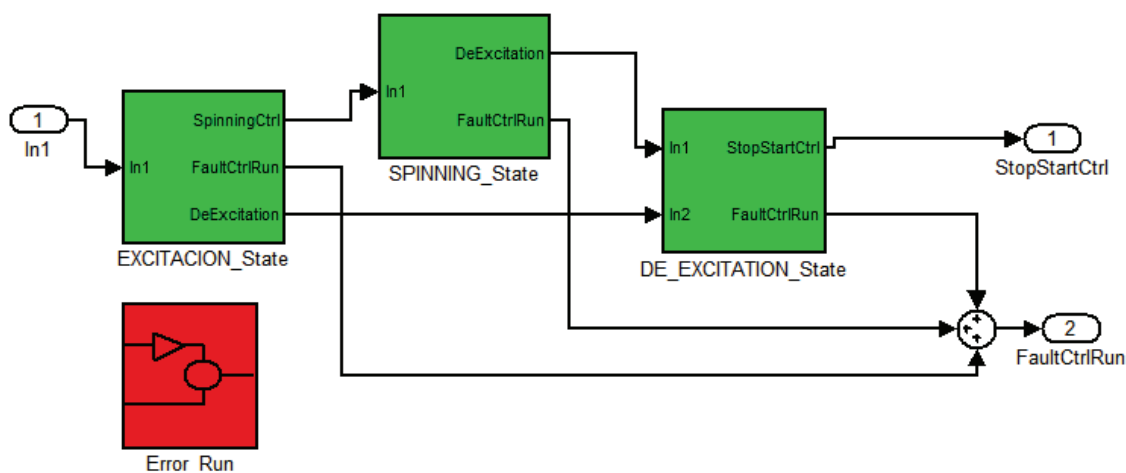 DeExcitation
In1
FaultCtrlRun
SPINNING_State
1
In1
SpinningCtrl
In1
FaultCtrlRun
DeExcitation
EXCITACION_State
In1
StopStartCtrl
In2
FaultCtrlRun
DE_EXCITATION_State
1
StopStartCtrl
+
+
+
2
FaultCtrlRun
Error_Run